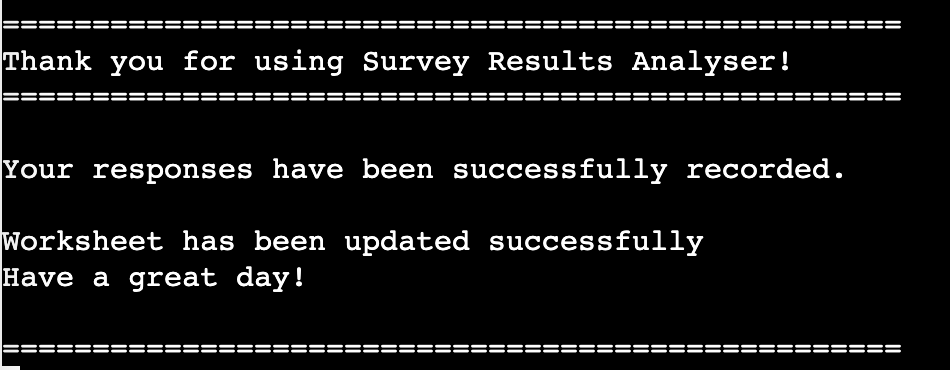 ==================================================
Thank you for using Survey Results Analyser!
==================================================
Your responses have been successfully recorded.
Worksheet has been updated successfully
Have a great day!
==================================================